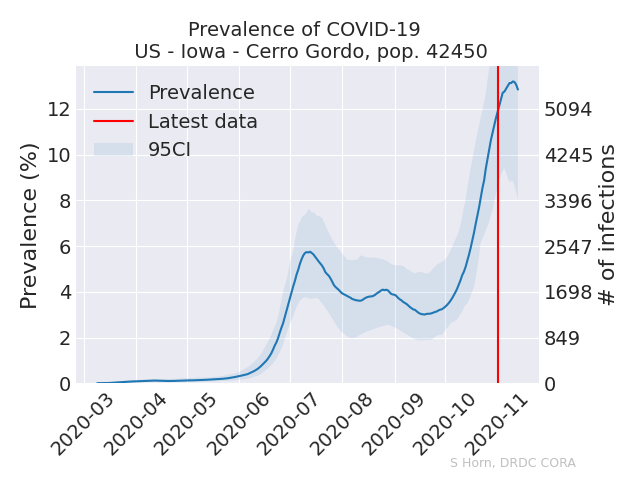 Prevalence of COVID-19
US - Iowa - Cerro Gordo, pop. 42450
Prevalence
Latest data
95CI
Prevalence (%)
12
10
8
6
4
2
0
5094
4245
3396
2547
1698
849
0
# of infections
2020-03
2020-04
2020-05
2020-06
2020-07
2020-08
2020-09
2020-10
2020-11
S Horn, DRDC CORA